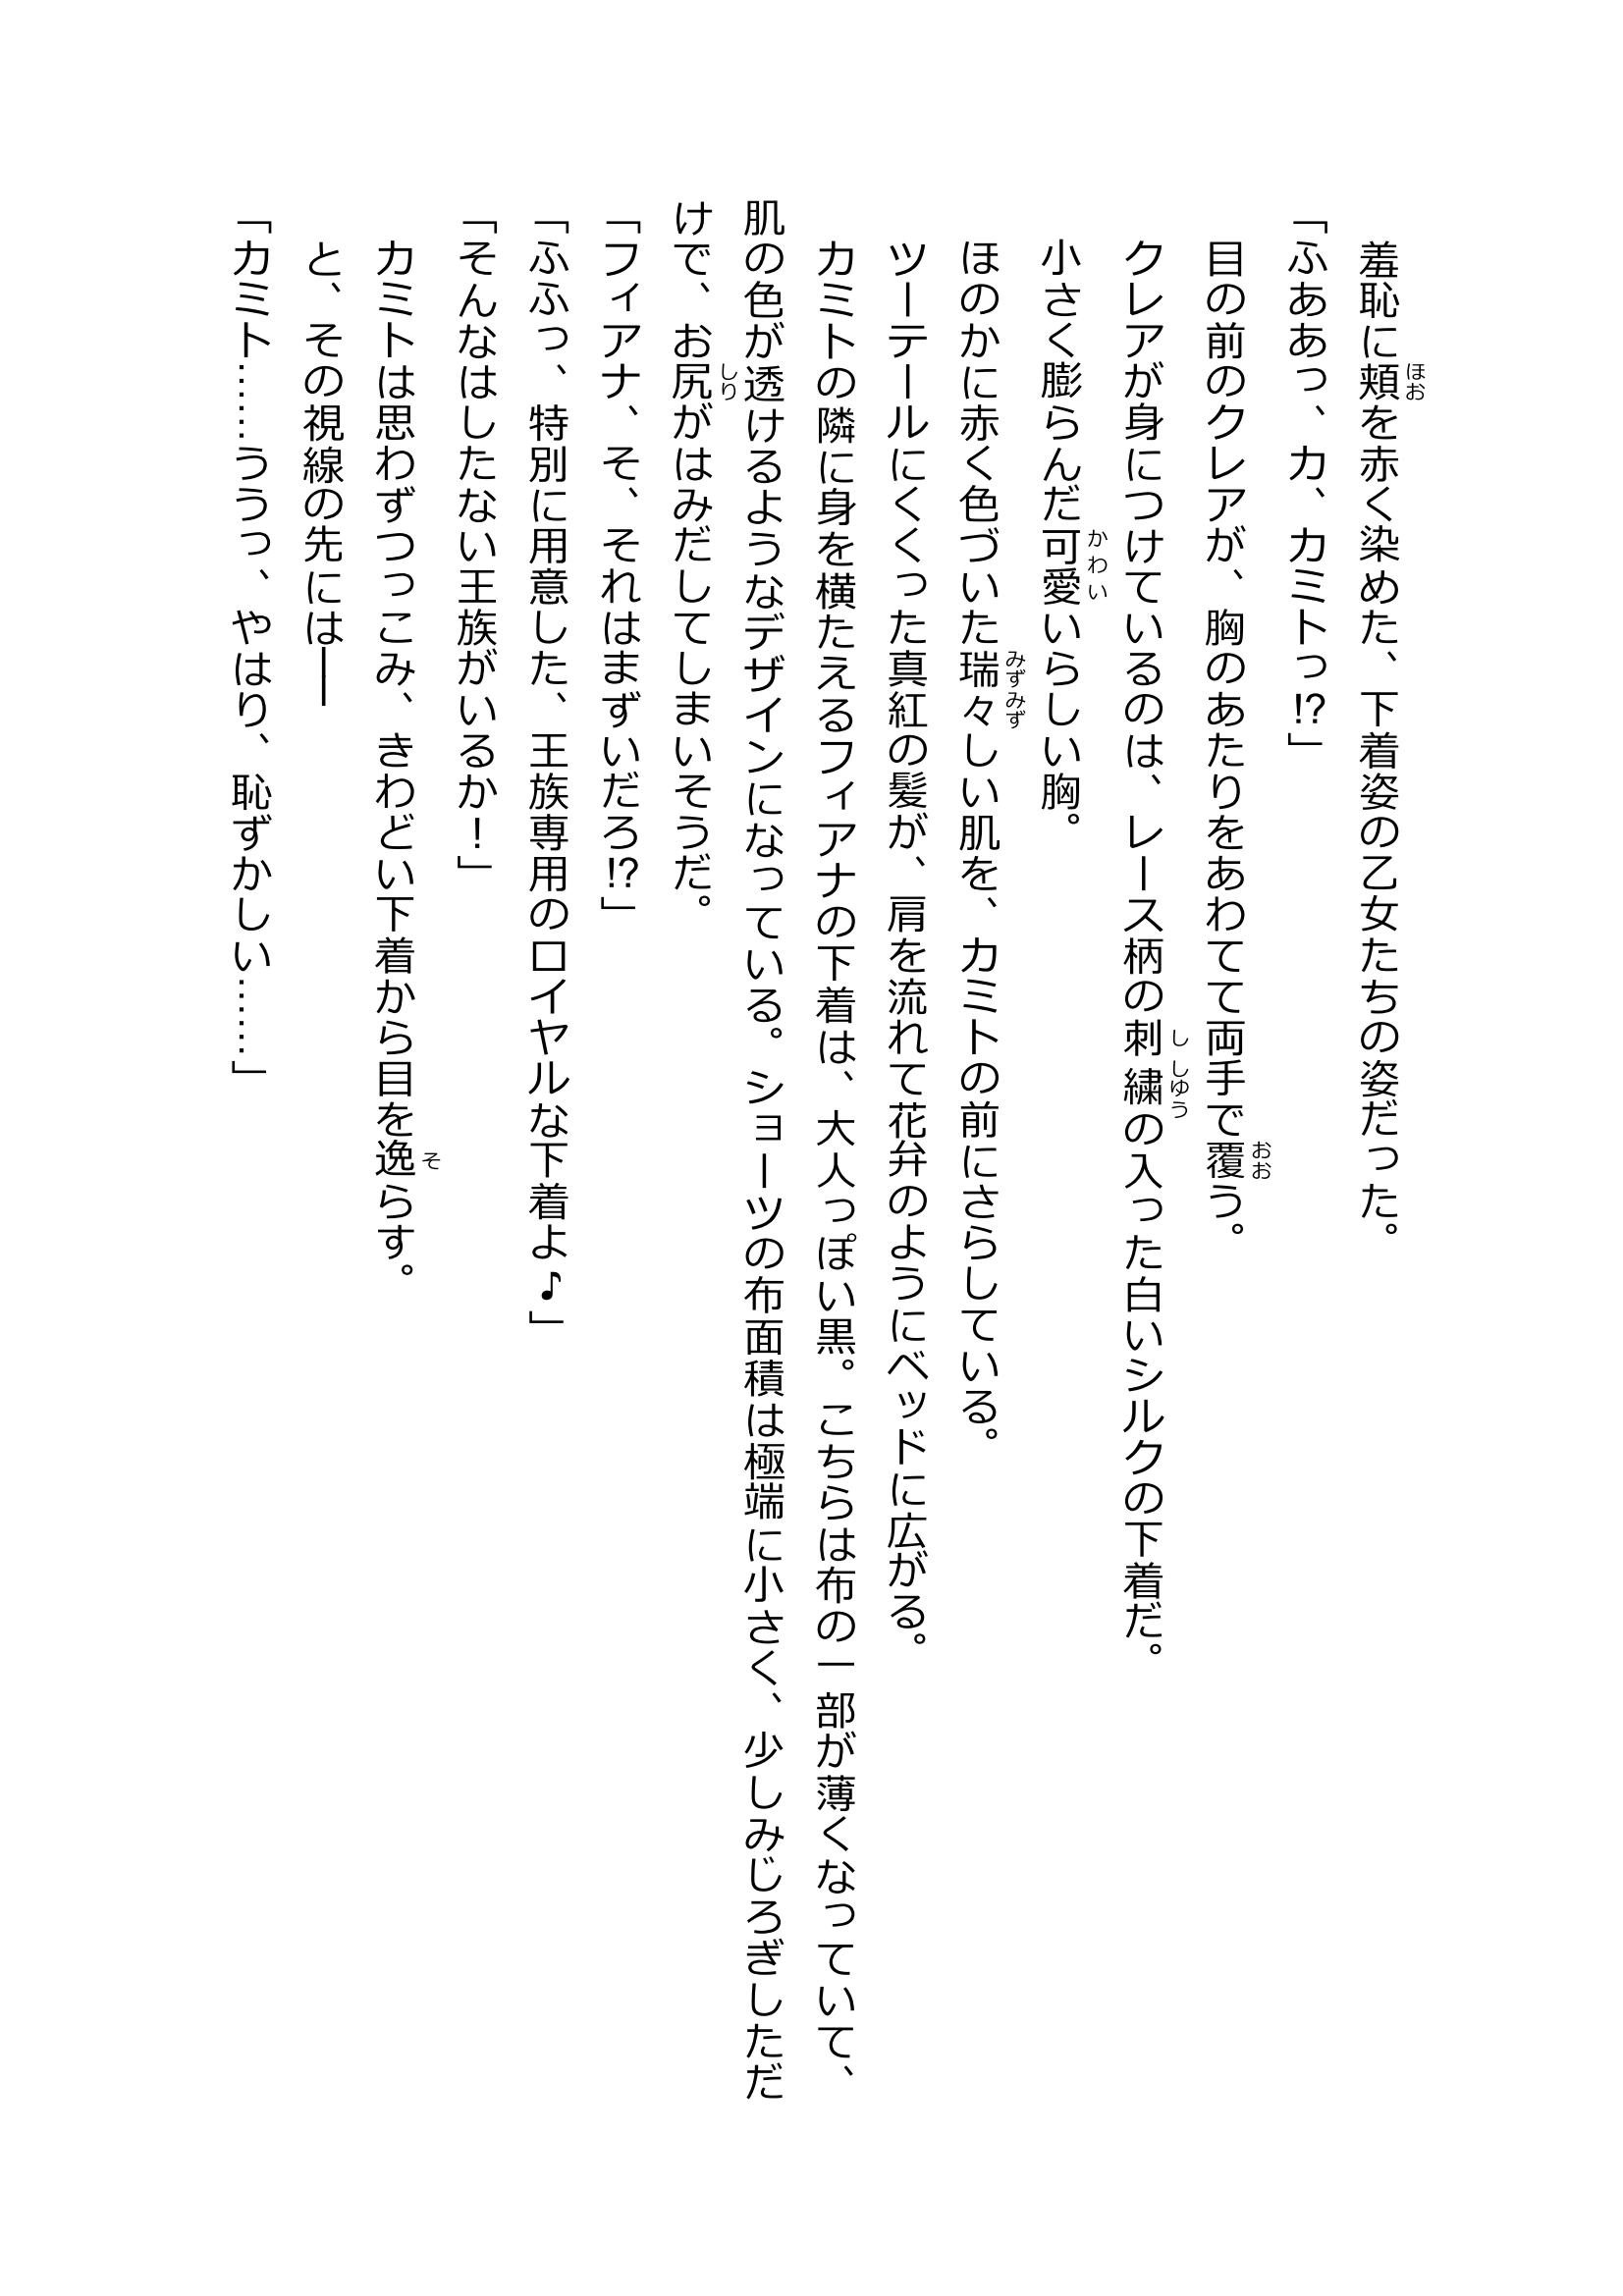 羞恥に頬を赤く染めた、下着姿の乙女たちの姿だった。
「ふああっ、カ、カミトっ!?」
目の前のクレアが、胸のあたりをあわてて両手で覆う。
クレアが身につけているのは、レース柄の刺繍の入った白いシルクの下着だ。
小さく膨らんだ可愛いらしい胸。
ほのかに赤く色づいた瑞々しい肌を、カミトの前にさらしている。
ツーテールにくくった真紅の髪が、肩を流れて花弁のようにベッドに広がる。
カミトの隣に身を横たえるフィアナの下着は、大人っぽい黒。こちらは布の一部が薄くなっていて、
肌の色が透けるようなデザインになっている。ショーツの布面積は極端に小さく、少しみじろぎしただ
けで、お尻がはみだしてしまいそうだ。
「フィアナ、そ、それはまずいだろ!?」
「ふふっ、特別に用意した、王族専用のロイヤルな下着よ♪」
「そんなはしたない王族がいるか！」
カミトは思わずつっこみ、きわどい下着から目を逸らす。
と、その視線の先には――
「カミト……ううっ、やはり、恥ずかしい……」